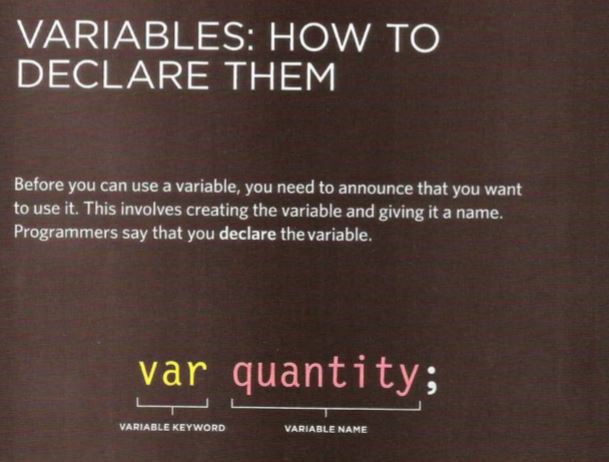 VARIABLES: HOW TO
DECLARE THEM
Before you can use a variable, you need to announce that you want
to use it. This involves creating the variable and giving it a name.
Programmers say that you declare the variable.
var quantity;
VARIABLE KEYWORD VARIABLE NAME